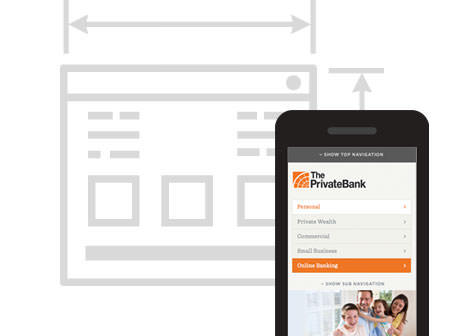 + SHOW TOP NAVIGATION
The
PrivateBank
Personal
Private Wealth
Commercial
Small Business
Online Banking
+ SHOW SUB NAVIGATION